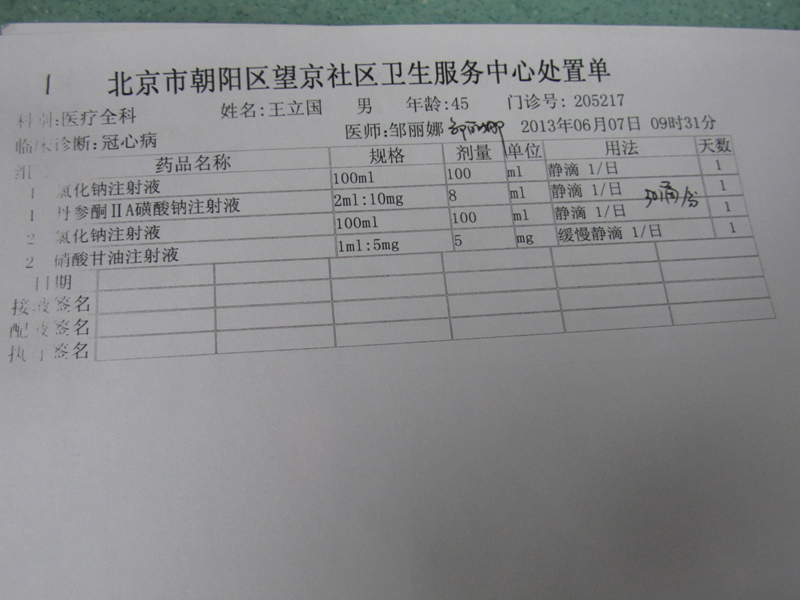 1
北京市朝阳区望京社区卫生服务中心处置单
科别:医疗全科 姓名:王立国 男 年龄:45 门诊号: 205217
临床诊断:冠心病 医师:邹丽娜 邹丽娜 2013年06月07日 09时31分
组 药品名称 规格 剂量 单位 用法 天数
1 氯化钠注射液 100ml 100 ml 静滴 1/日 1
1 丹参酮ⅡA磺酸钠注射液 2ml:10mg 8 ml 静滴 1/日 1
2 氯化钠注射液 100ml 100 ml 静滴 1/日 30滴/分 1
2 硝酸甘油注射液 1ml:5mg 5 mg 缓慢静滴 1/日 1
日期
接液签名
配液签名
执行签名